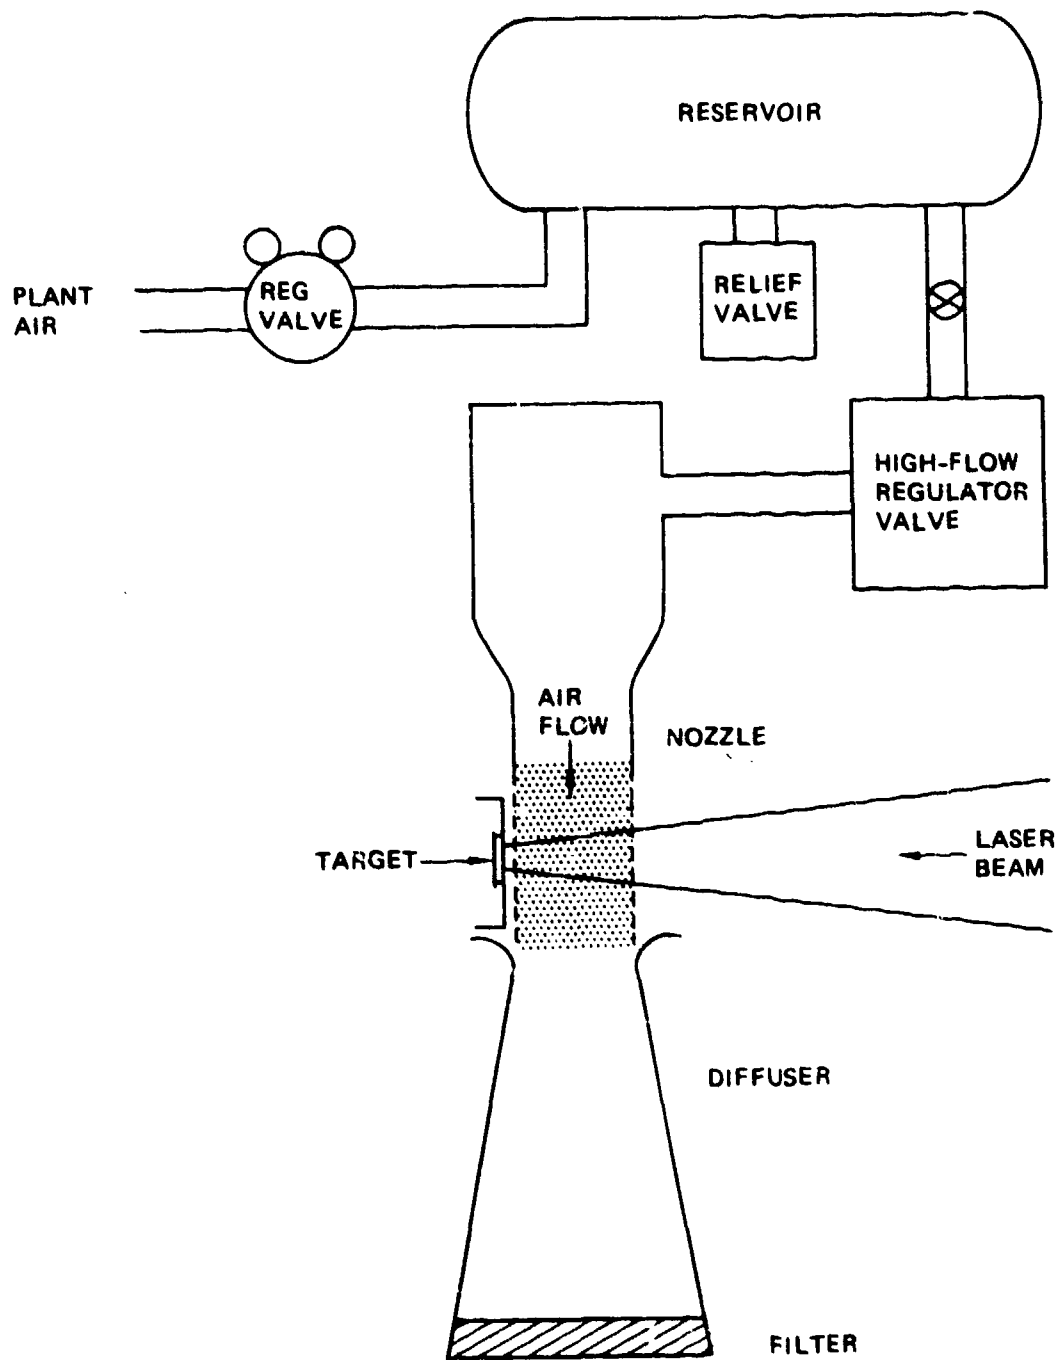 RESERVOIR
PLANT
AIR
REG
VALVE
RELIEF
VALVE
HIGH-FLOW
REGULATOR
VALVE
AIR
FLOW
NOZZLE
TARGET
LASER
BEAM
DIFFUSER
FILTER